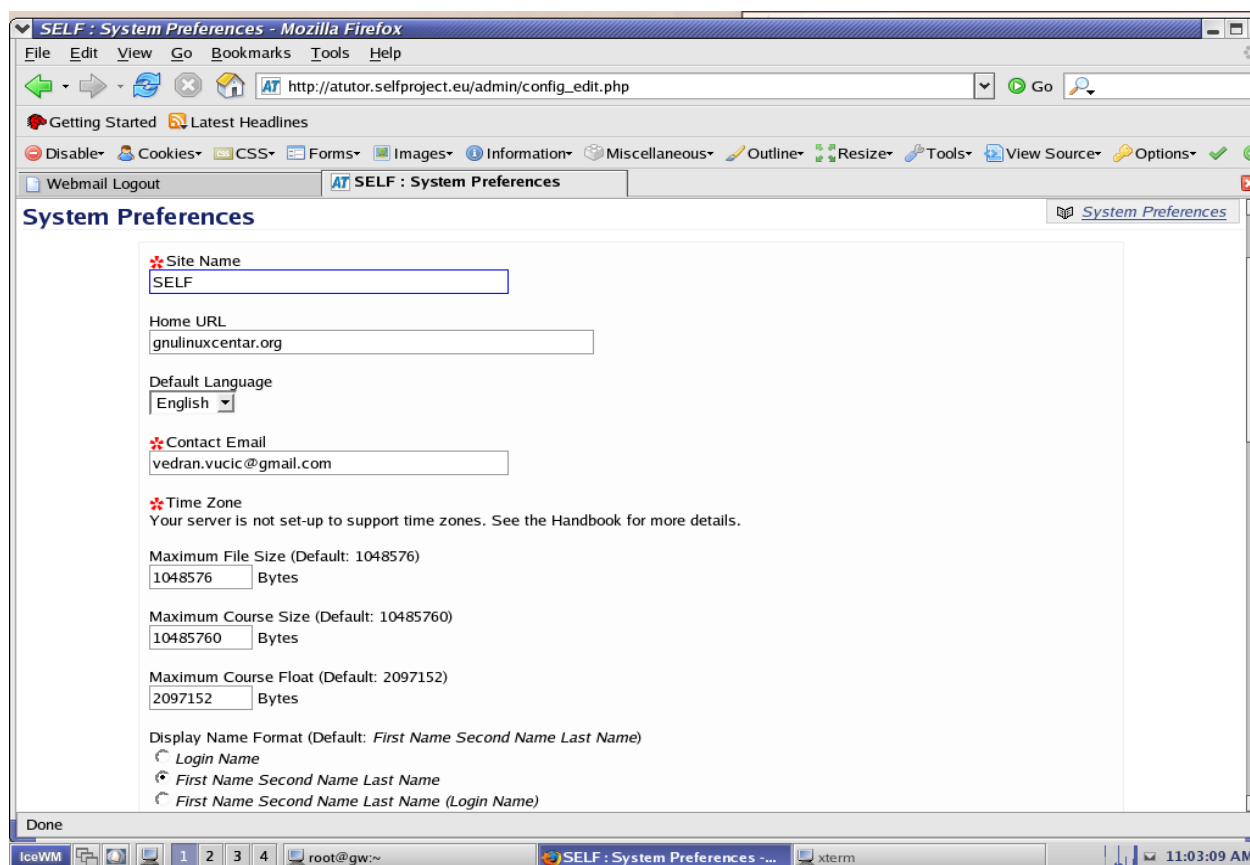 SELF : System Preferences - Mozilla Firefox
File Edit View Go Bookmarks Tools Help
AT http://atutor.selfproject.eu/admin/config_edit.php Go
Getting Started Latest Headlines
Disable Cookies CSS Forms Images Information Miscellaneous Outline Resize Tools View Source Options
Webmail Logout AT SELF : System Preferences
System Preferences System Preferences
Site Name
SELF
Home URL
gnulinuxcentar.org
Default Language
English
Contact Email
vedran.vucic@gmail.com
Time Zone
Your server is not set-up to support time zones. See the Handbook for more details.
Maximum File Size (Default: 1048576)
1048576 Bytes
Maximum Course Size (Default: 10485760)
10485760 Bytes
Maximum Course Float (Default: 2097152)
2097152 Bytes
Display Name Format (Default: First Name Second Name Last Name)
Login Name
First Name Second Name Last Name
First Name Second Name Last Name (Login Name)
Done
IceWM 1 2 3 4 root@gw:~ SELF : System Preferences -... xterm 11:03:09 AM